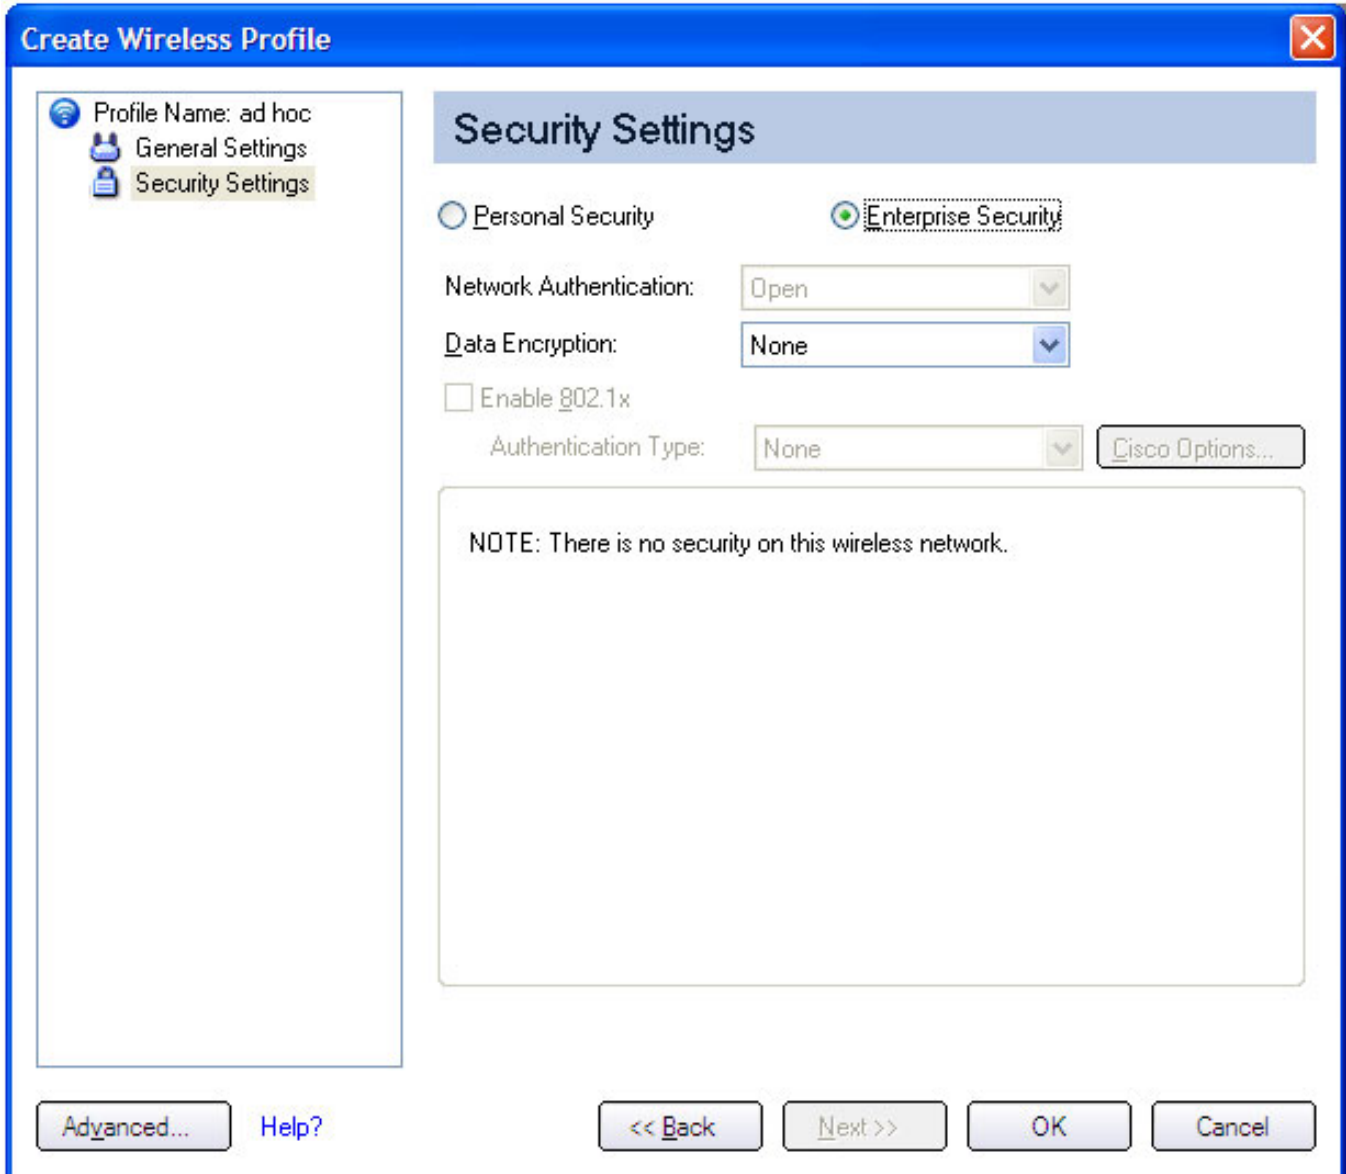 Create Wireless Profile
Profile Name: ad hoc
General Settings
Security Settings
Security Settings
Personal Security Enterprise Security
Network Authentication: Open
Data Encryption: None
Enable 802.1x
Authentication Type: None Cisco Options...
NOTE: There is no security on this wireless network.
Advanced... Help? << Back Next >> OK Cancel